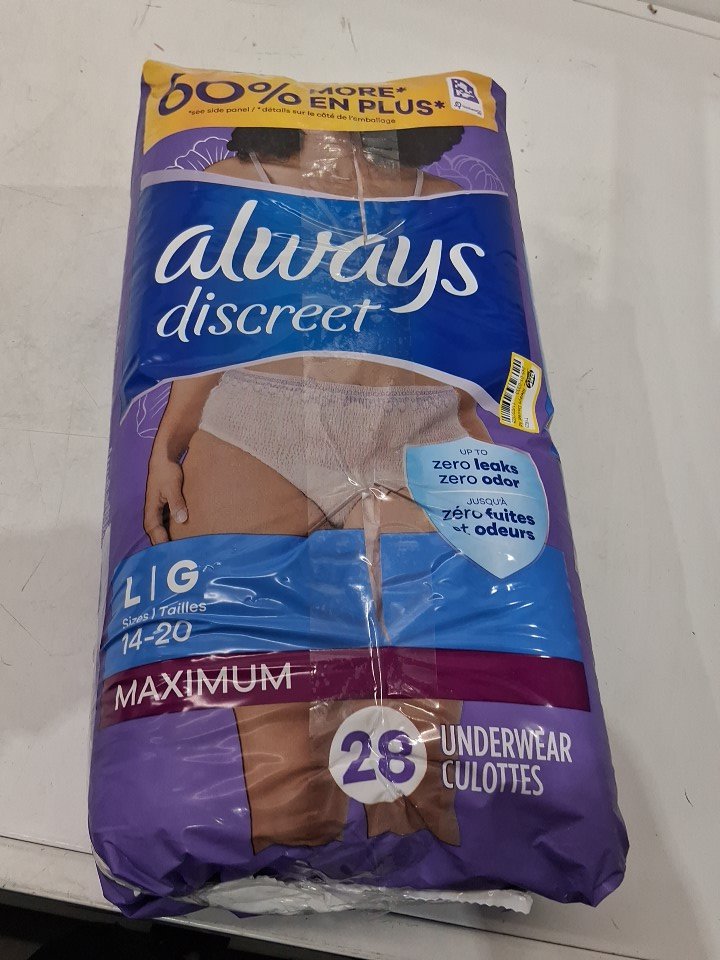 60% MORE*
EN PLUS*
*see side panel / *détails sur le côté de l'emballage
always
discreet
UP TO
zero leaks
zero odor
JUSQU'À
zéro fuites
et odeurs
L | G
Sizes | Tailles
14-20
MAXIMUM
28
UNDERWEAR
CULOTTES